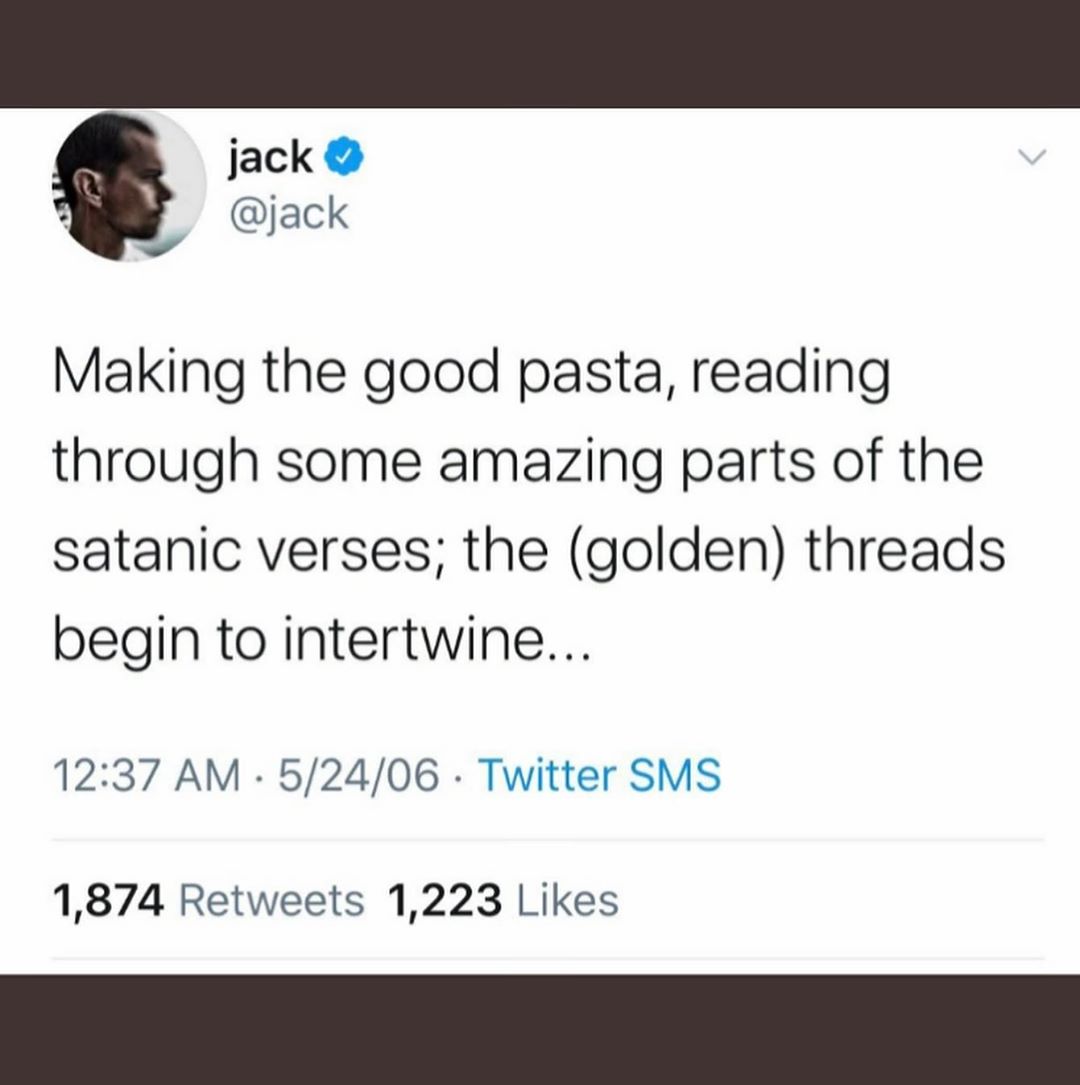 jack
@jack
Making the good pasta, reading
through some amazing parts of the
satanic verses; the (golden) threads
begin to intertwine...
12:37 AM · 5/24/06 · Twitter SMS
1,874 Retweets 1,223 Likes